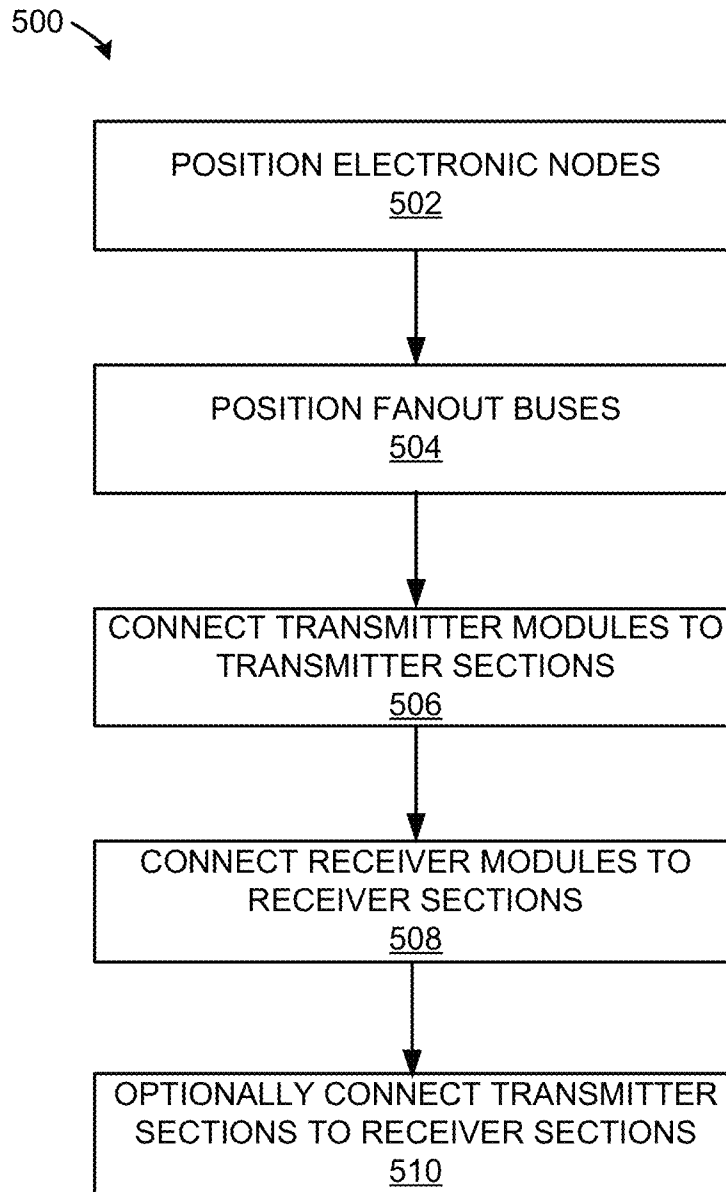 500
POSITION ELECTRONIC NODES
502
POSITION FANOUT BUSES
504
CONNECT TRANSMITTER MODULES TO
TRANSMITTER SECTIONS
506
CONNECT RECEIVER MODULES TO
RECEIVER SECTIONS
508
OPTIONALLY CONNECT TRANSMITTER
SECTIONS TO RECEIVER SECTIONS
510